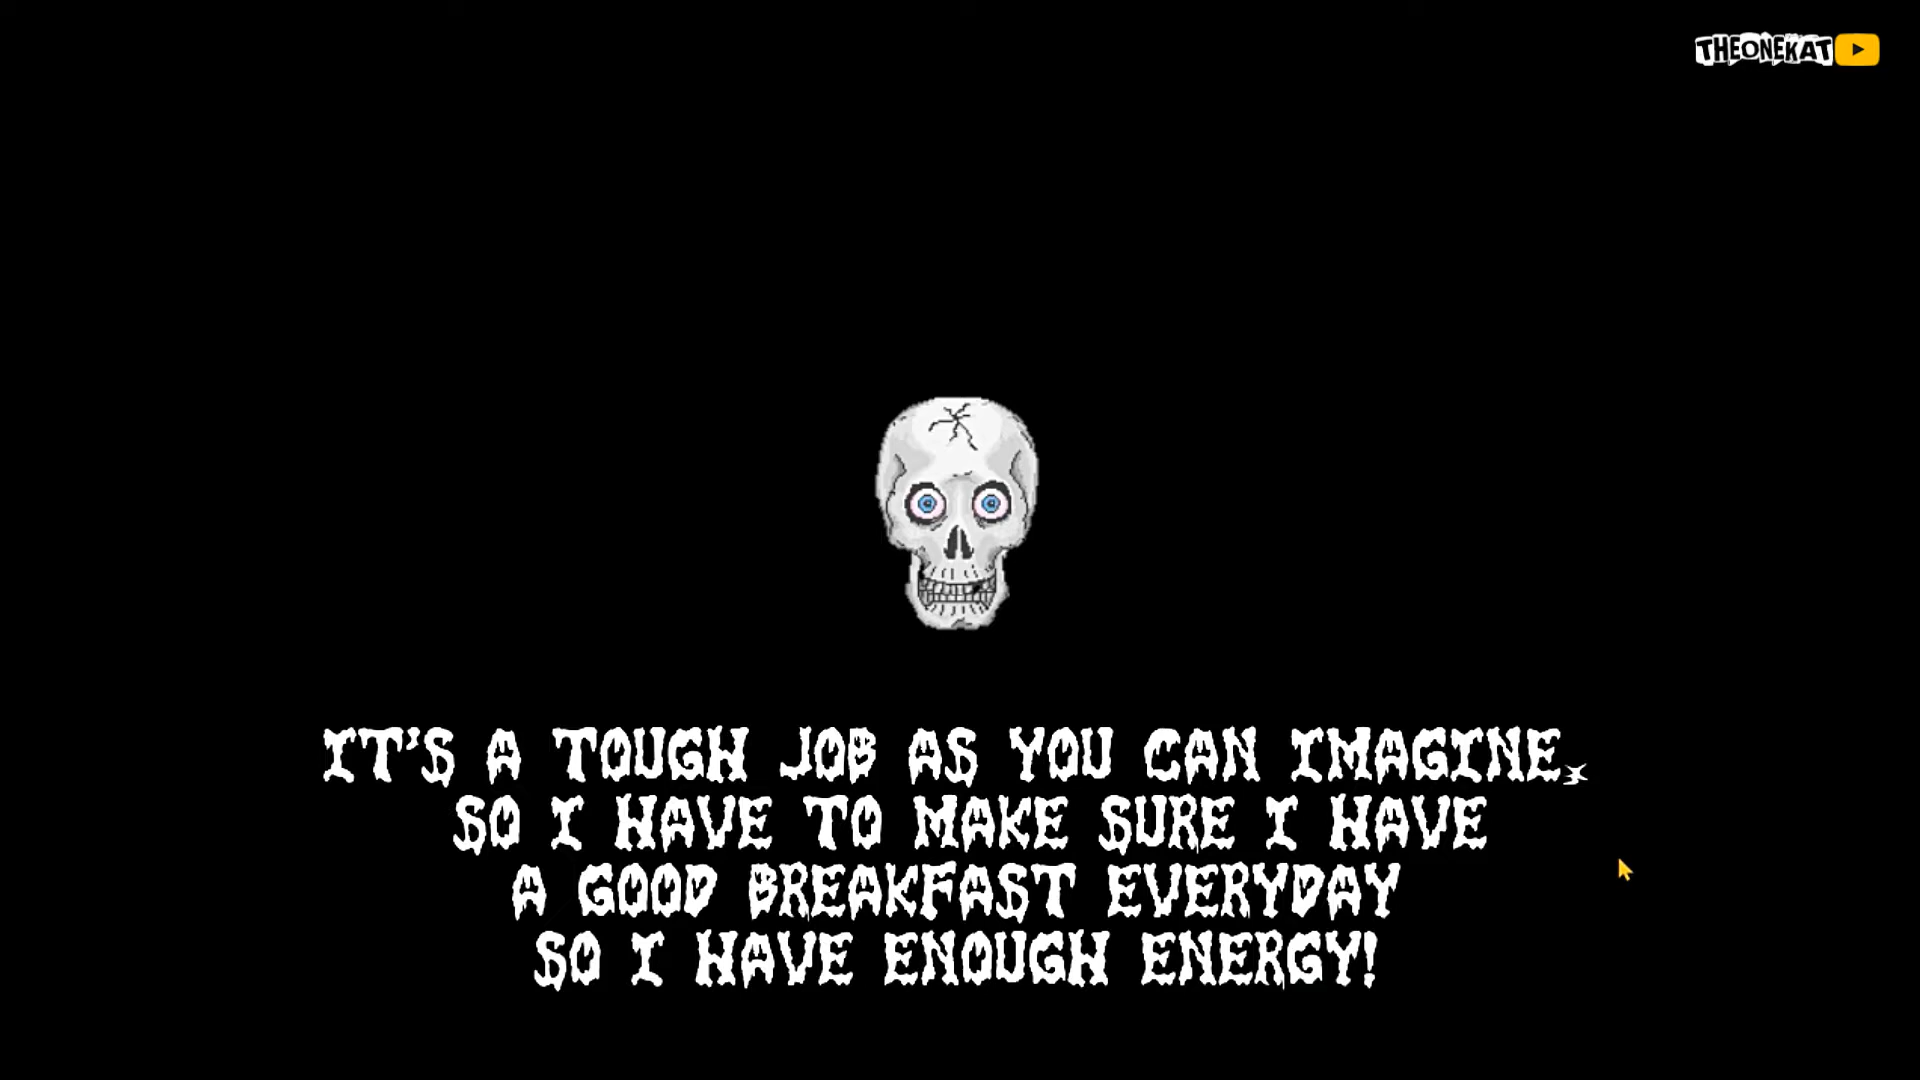 THEONEKAT
IT'S A TOUGH JOB AS YOU CAN IMAGINE,
SO I HAVE TO MAKE SURE I HAVE
A GOOD BREAKFAST EVERYDAY
SO I HAVE ENOUGH ENERGY!